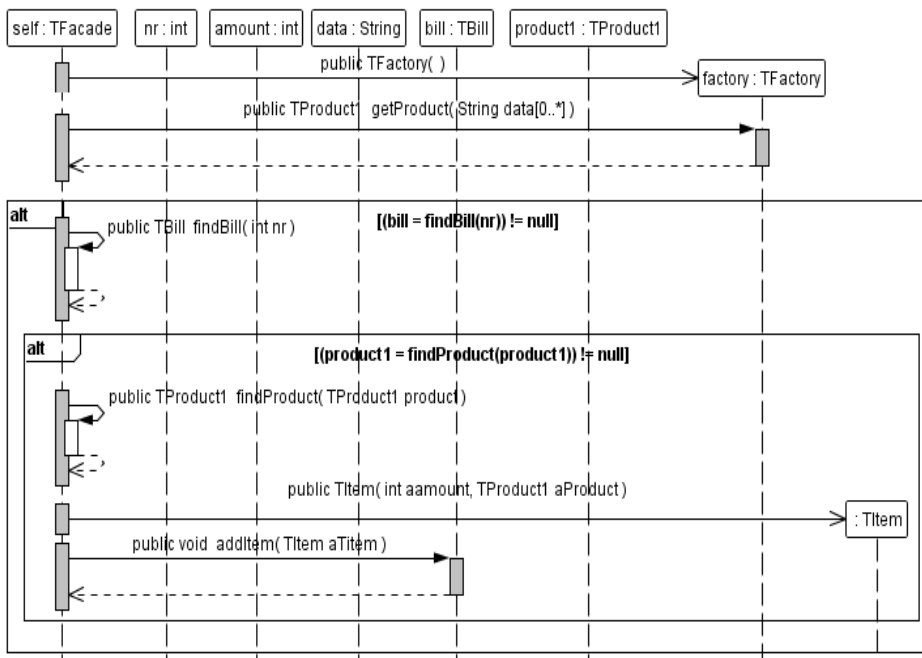 self : TFacade
nr : int
amount : int
data : String
bill : TBill
product1 : TProduct1
public TFactory( )
factory : TFactory
public TProduct1 getProduct( String data[0..*] )
alt
[(bill = findBill(nr)) != null]
public TBill findBill( int nr )
alt
[(product1 = findProduct(product1)) != null]
public TProduct1 findProduct( TProduct1 product )
public TItem( int aamount, TProduct1 aProduct )
: TItem
public void addItem( TItem aTitem )